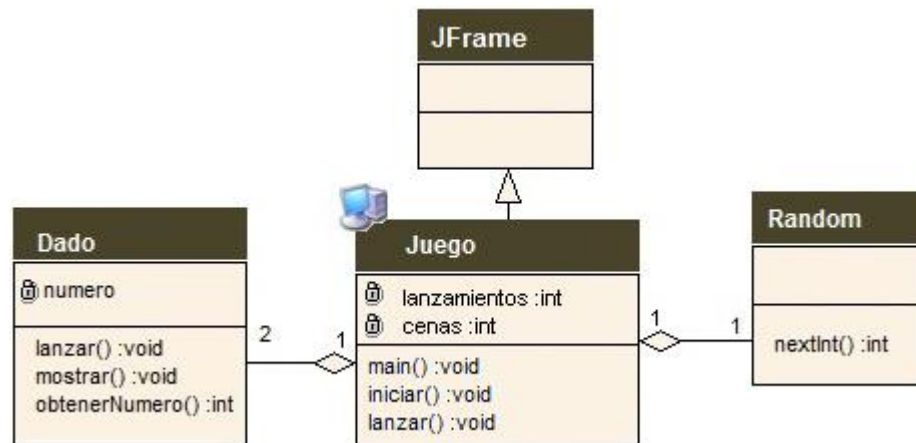 JFrame
Dado
numero
lanzar() :void
mostrar() :void
obtenerNumero() :int
2
1
Juego
lanzamientos :int
cenas :int
main() :void
iniciar() :void
lanzar() :void
1
1
Random
nextInt() :int